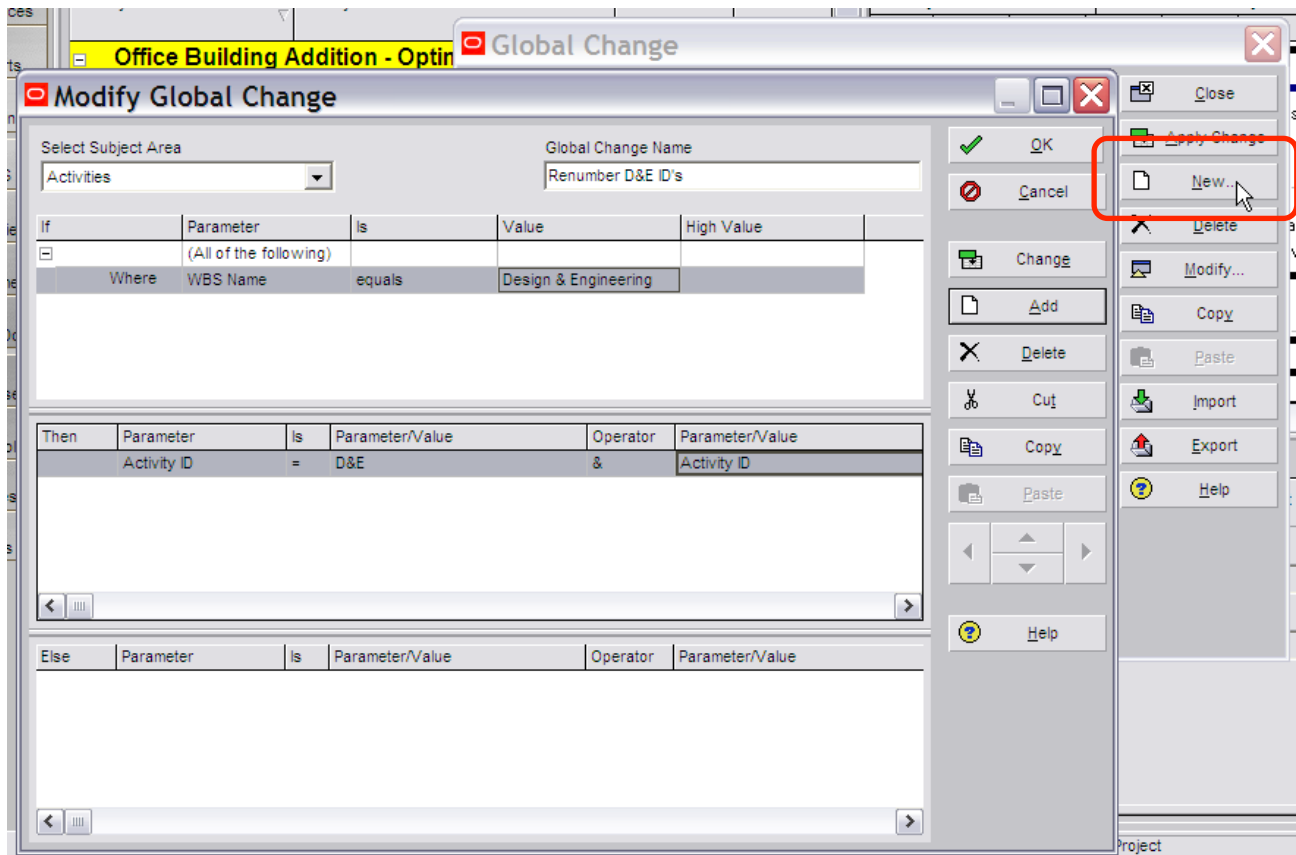 ces
Office Building Addition - Optin
Global Change
Modify Global Change
Select Subject Area
Global Change Name
Activities
Renumber D&E ID's
If Parameter Is Value High Value
(All of the following)
Where WBS Name equals Design & Engineering
Then Parameter Is Parameter/Value Operator Parameter/Value
Activity ID = D&E & Activity ID
Else Parameter Is Parameter/Value Operator Parameter/Value
OK
Cancel
Change
Add
Delete
Cut
Copy
Paste
Help
Close
Apply Change
New...
Delete
Modify...
Copy
Paste
Import
Export
Help
Project